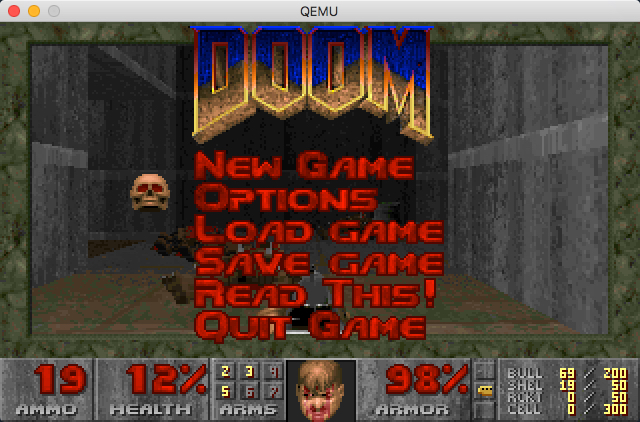 QEMU
DOOM
New Game
Options
Load game
Save game
Read This!
Quit Game
19 12% 2 3 4 98% BULL 69 / 200
5 6 7 SHEL 19 / 50
RCKT 0 / 50
AMMO HEALTH ARMS ARMOR CELL 0 / 300